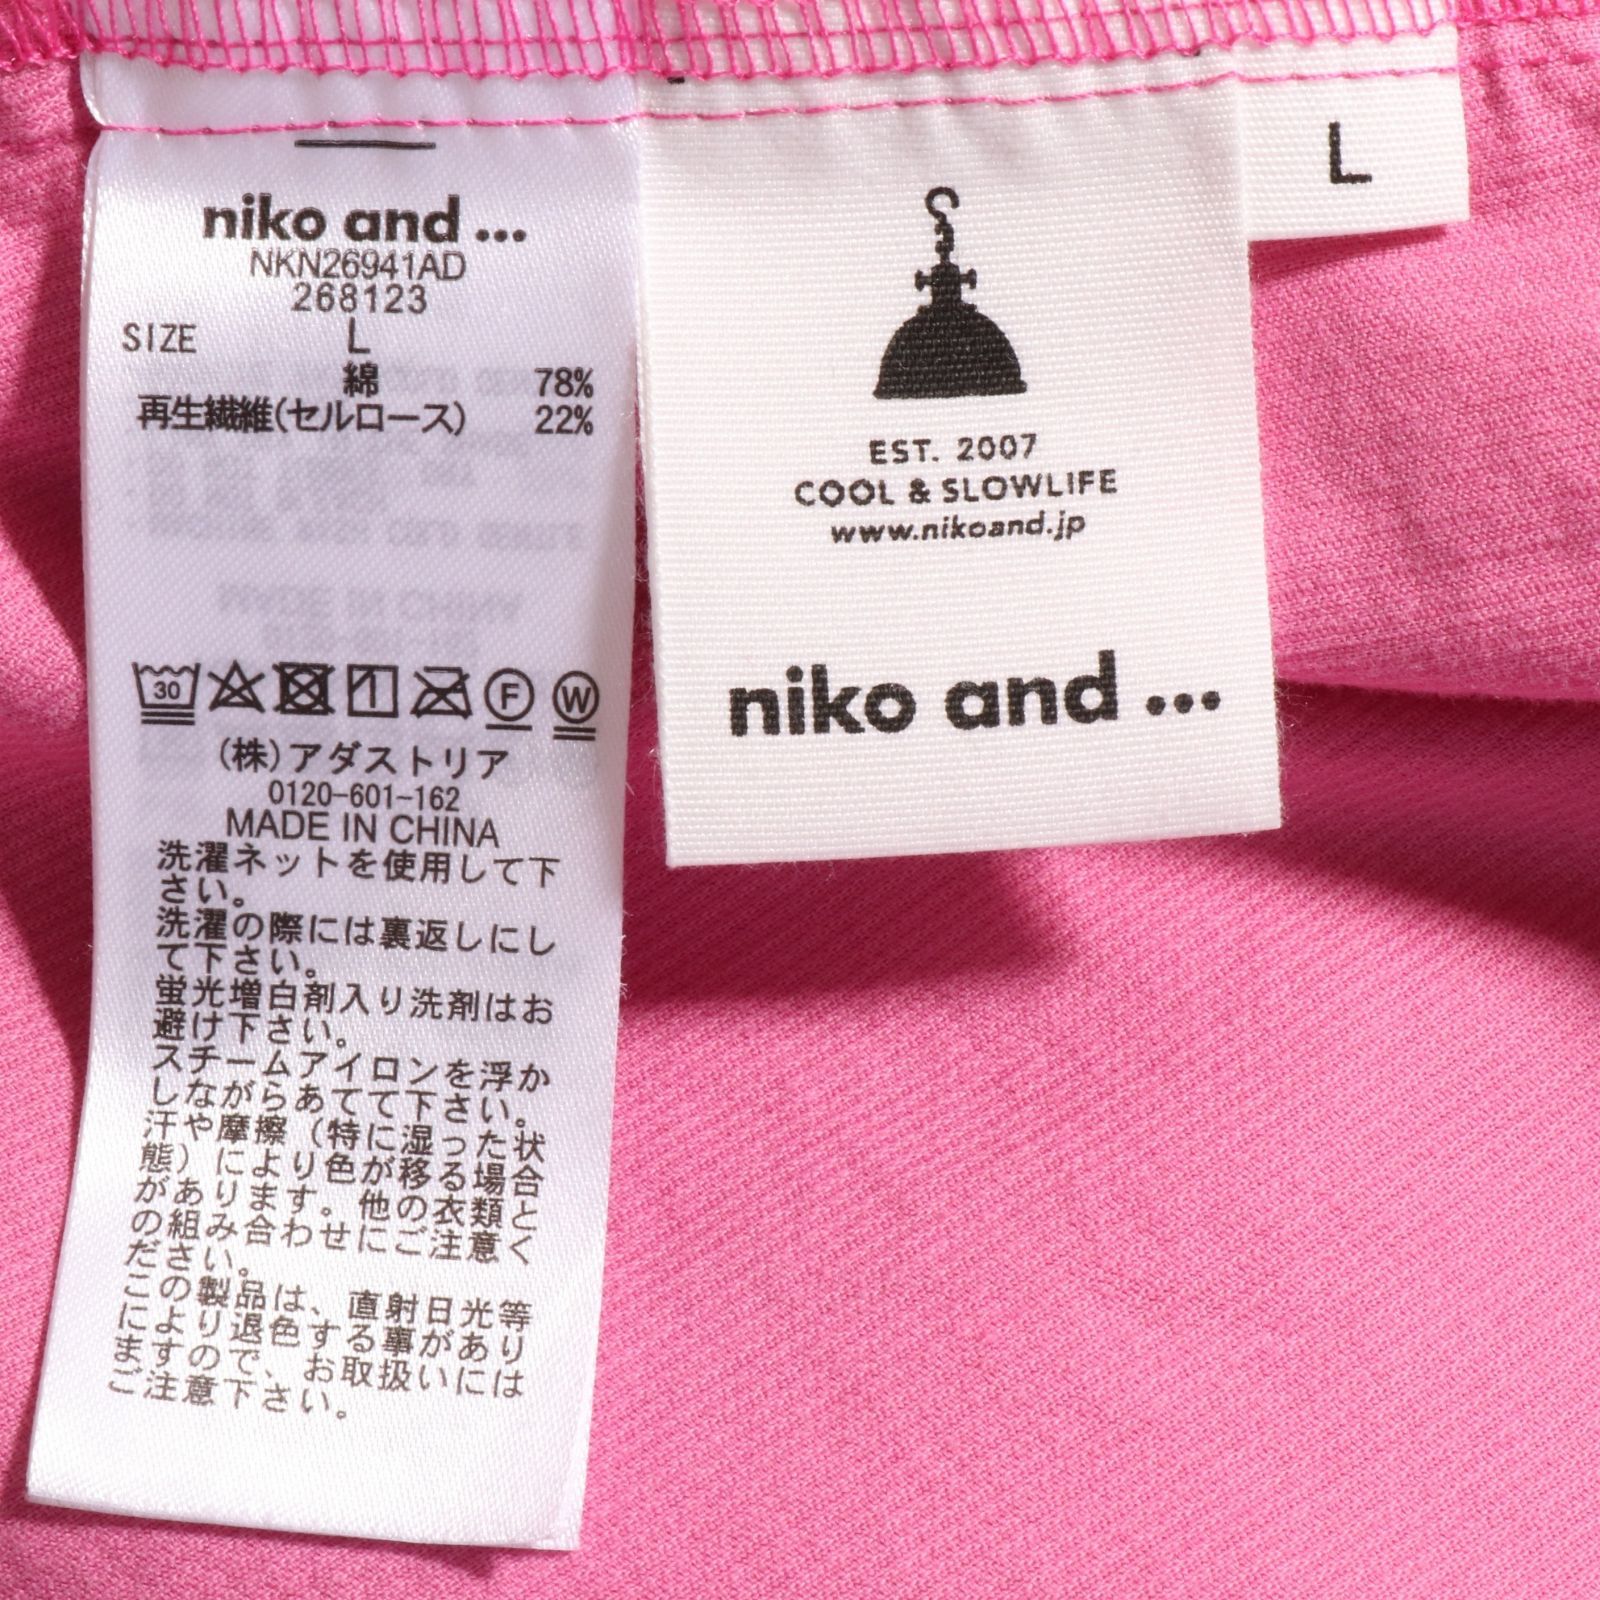 niko and ...
NKN26941AD
268123
SIZE L
綿 78%
再生繊維(セルロース) 22%
30
F
W
(株)アダストリア
0120-601-162
MADE IN CHINA
洗濯ネットを使用して下
さい。
洗濯の際には裏返しにし
て下さい。
蛍光増白剤入り洗剤はお
避け下さい。
スチームアイロンを浮か
しながらあてて下さい。
汗や摩擦(特に湿った状
態)により色が移る場合
があります。他の衣類と
の組み合わせにご注意く
ださい。
この製品は、直射日光等
により退色する事があり
ますので、お取扱いには
ご注意下さい。
EST. 2007
COOL & SLOWLIFE
www.nikoand.jp
niko and ...
L